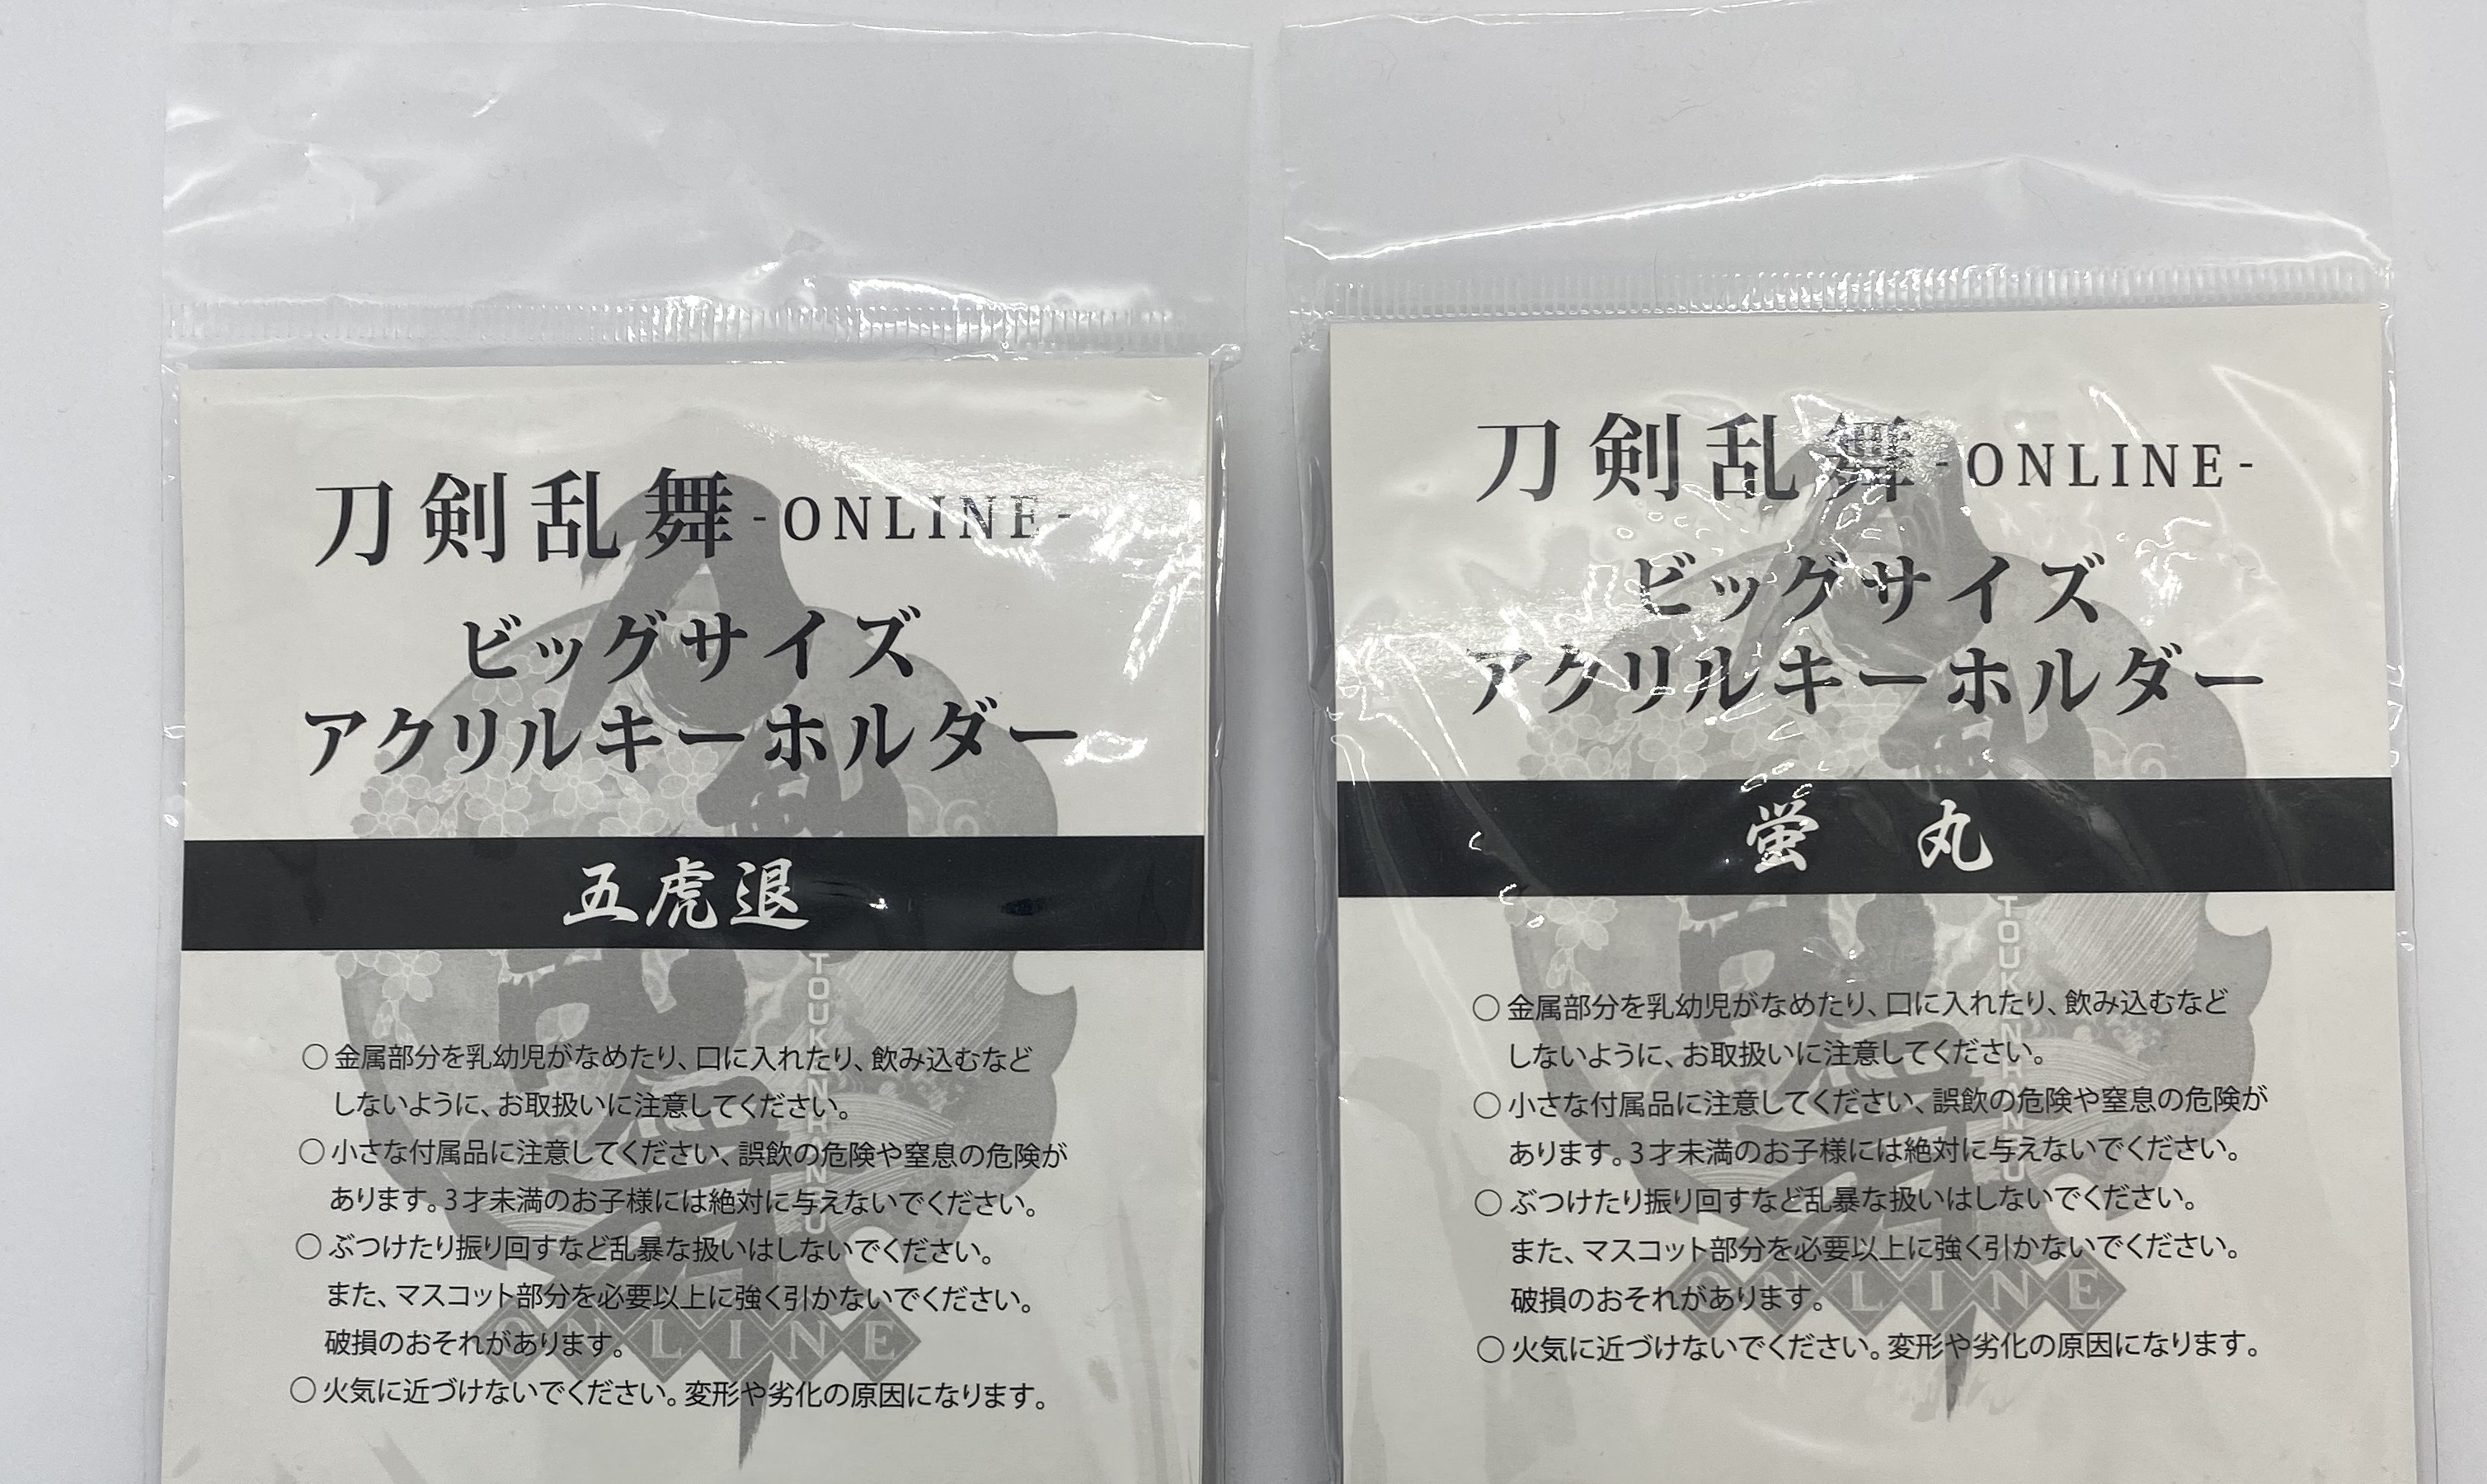 刀剣乱舞-ONLINE-
ビッグサイズ
アクリルキーホルダー
五虎退
TOUKENRANBU
○金属部分を乳幼児がなめたり、口に入れたり、飲み込むなど
しないように、お取扱いに注意してください。
○小さな付属品に注意してください、誤飲の危険や窒息の危険が
あります。3才未満のお子様には絶対に与えないでください。
○ぶつけたり振り回すなど乱暴な扱いはしないでください。
また、マスコット部分を必要以上に強く引かないでください。
破損のおそれがあります。
ONLINE
○火気に近づけないでください。変形や劣化の原因になります。
刀剣乱舞-ONLINE-
ビッグサイズ
アクリルキーホルダー
蛍 丸
TOUKENRANBU
○金属部分を乳幼児がなめたり、口に入れたり、飲み込むなど
しないように、お取扱いに注意してください。
○小さな付属品に注意してください、誤飲の危険や窒息の危険が
あります。3才未満のお子様には絶対に与えないでください。
○ぶつけたり振り回すなど乱暴な扱いはしないでください。
また、マスコット部分を必要以上に強く引かないでください。
破損のおそれがあります。
ONLINE
○火気に近づけないでください。変形や劣化の原因になります。